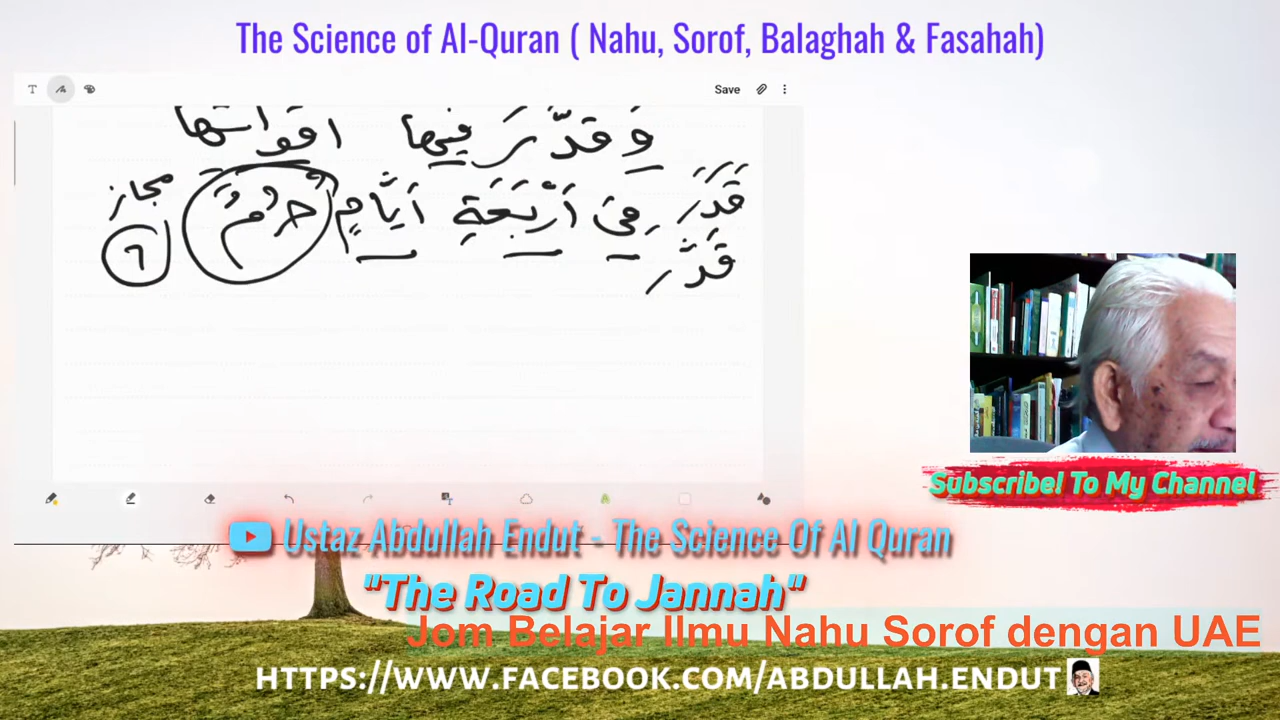 The Science of Al-Quran ( Nahu, Sorof, Balaghah & Fasahah)
T Save
وَقَدَّرَ فِيهَا اقواتها
قَدَرَ فِى أَرْبَعَةِ أَيَّامٍ حُرُمٌ مجاز
قَدَّر ٦
Subscribe! To My Channel
Ustaz Abdullah Endut - The Science Of Al Quran
"The Road To Jannah"
Jom Belajar Ilmu Nahu Sorof dengan UAE
HTTPS://WWW.FACEBOOK.COM/ABDULLAH.ENDUT